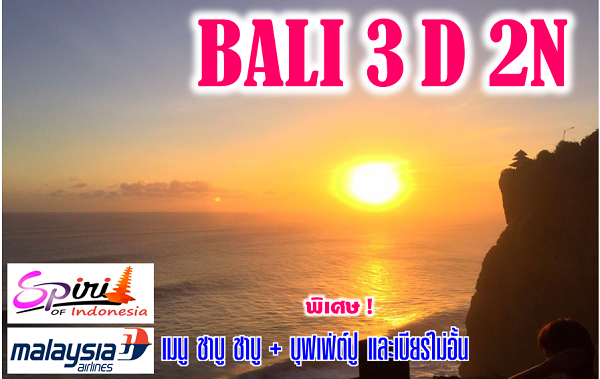 BALI 3 D 2N
Spirit
OF Indonesia
พิเศษ !
malaysia
airlines
เมนู ชาบู ชาบู + บุฟเฟ่ต์ปู และเบียร์ไม่อั้น